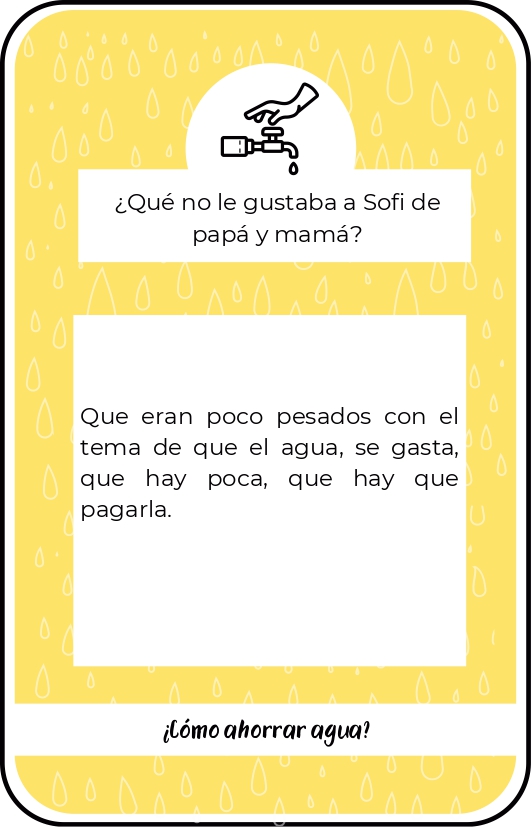 ¿Qué no le gustaba a Sofi de
papá y mamá?
Que eran poco pesados con el
tema de que el agua, se gasta,
que hay poca, que hay que
pagarla.
¿Cómo ahorrar agua?